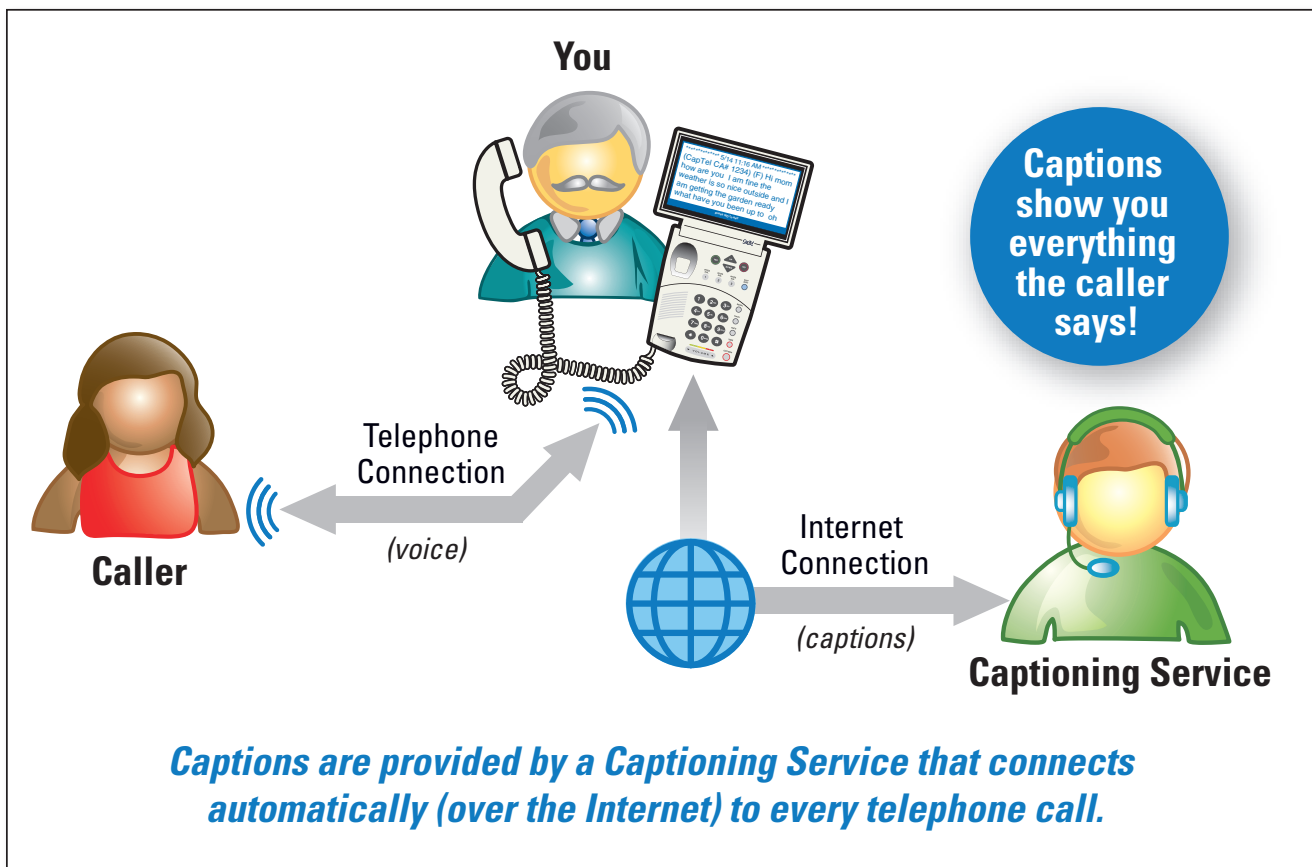 You
************* 5/14 11:16 AM *************
(CapTel CA# 1234) (F) Hi mom
how are you I am fine the
weather is so nice outside and I
am getting the garden ready
what have you been up to oh
Captions
show you
everything
the caller
says!
Telephone
Connection
(voice)
Caller
Internet
Connection
(captions)
Captioning Service
VOLUME
Captions are provided by a Captioning Service that connects
automatically (over the Internet) to every telephone call.